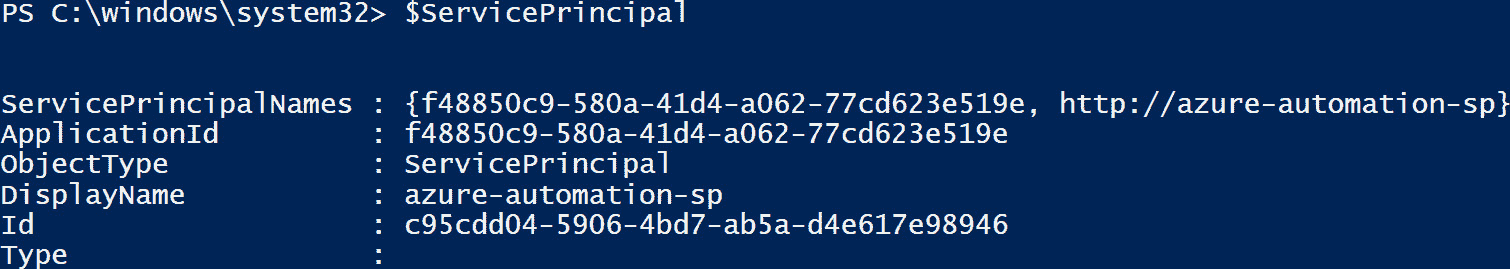 PS C:\windows\system32> $ServicePrincipal
ServicePrincipalNames : {f48850c9-580a-41d4-a062-77cd623e519e, http://azure-automation-sp}
ApplicationId         : f48850c9-580a-41d4-a062-77cd623e519e
ObjectType            : ServicePrincipal
DisplayName           : azure-automation-sp
Id                    : c95cdd04-5906-4bd7-ab5a-d4e617e98946
Type                  :